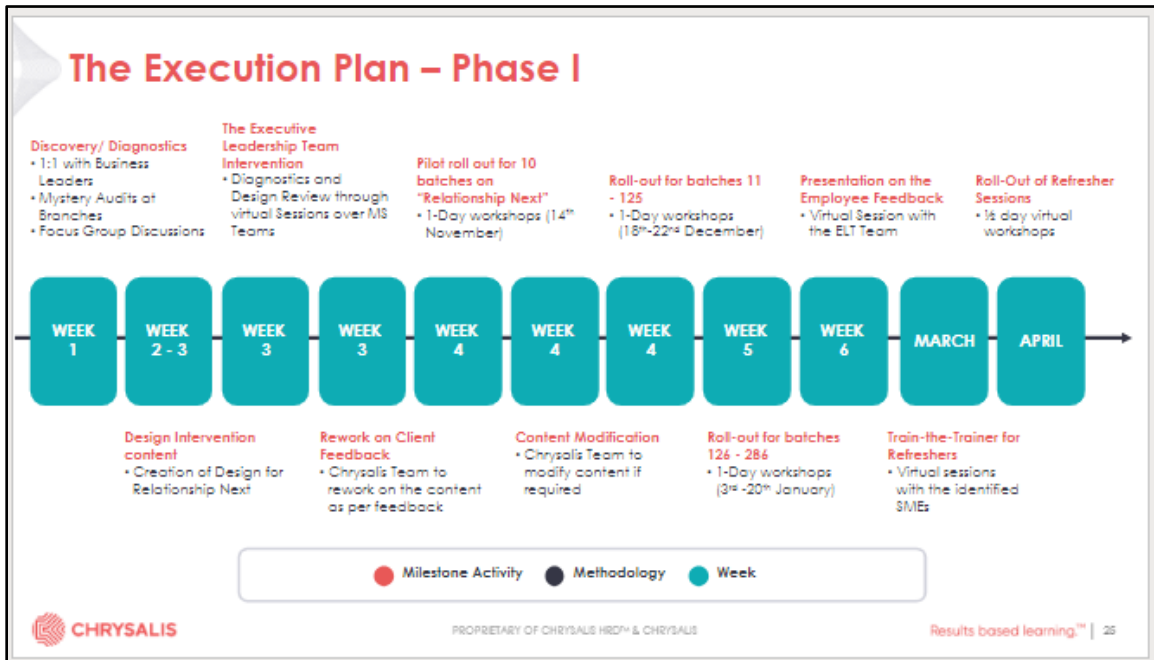 The Execution Plan – Phase I
Discovery/ Diagnostics
• 1:1 with Business
Leaders
• Mystery Audits at
Branches
• Focus Group Discussions
The Executive
Leadership Team
Intervention
• Diagnostics and
Design Review through
virtual Sessions over MS
Teams
Pilot roll out for 10
batches on
"Relationship Next"
• 1-Day workshops (14th
November)
Roll-out for batches 11
- 125
• 1-Day workshops
(18th-22nd December)
Presentation on the
Employee Feedback
• Virtual Session with
the ELT Team
Roll-Out of Refresher
Sessions
• ½ day virtual
workshops
WEEK
1
WEEK
2 - 3
WEEK
3
WEEK
3
WEEK
4
WEEK
4
WEEK
4
WEEK
5
WEEK
6
MARCH
APRIL
Design Intervention
content
• Creation of Design for
Relationship Next
Rework on Client
Feedback
• Chrysalis Team to
rework on the content
as per feedback
Content Modification
• Chrysalis Team to
modify content if
required
Roll-out for batches
126 - 286
• 1-Day workshops
(3rd -20th January)
Train-the-Trainer for
Refreshers
• Virtual sessions
with the identified
SMEs
Milestone Activity
Methodology
Week
CHRYSALIS
PROPRIETARY OF CHRYSALIS HRD™ & CHRYSALIS
Results based learning.™ | 25